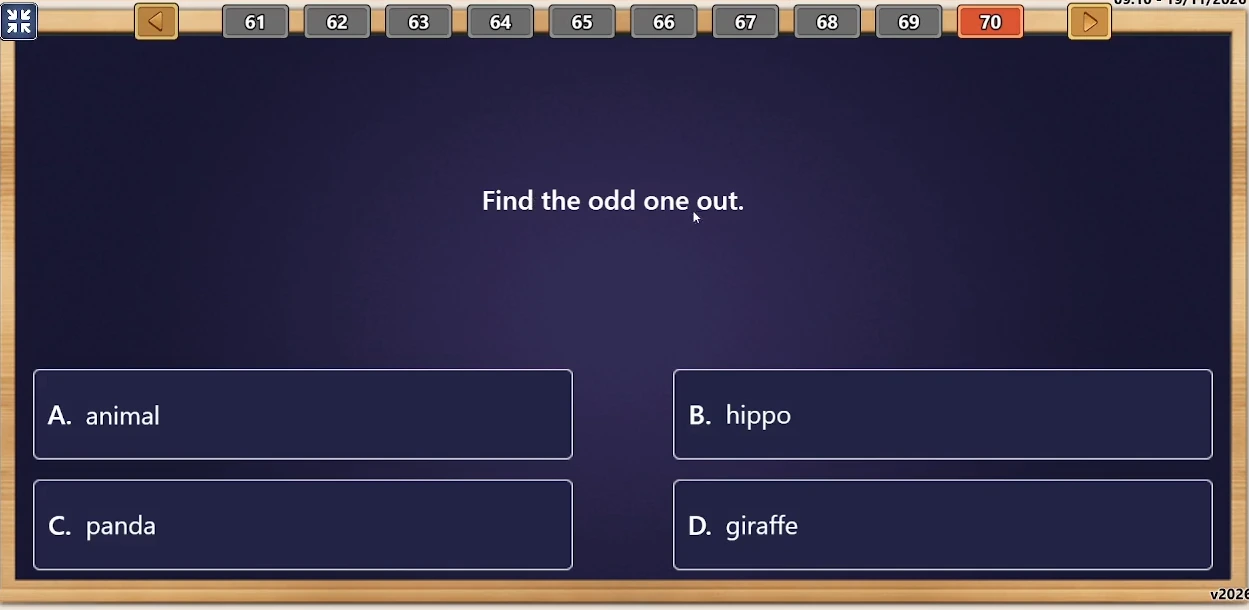 61 62 63 64 65 66 67 68 69 70
Find the odd one out.
A. animal
B. hippo
C. panda
D. giraffe